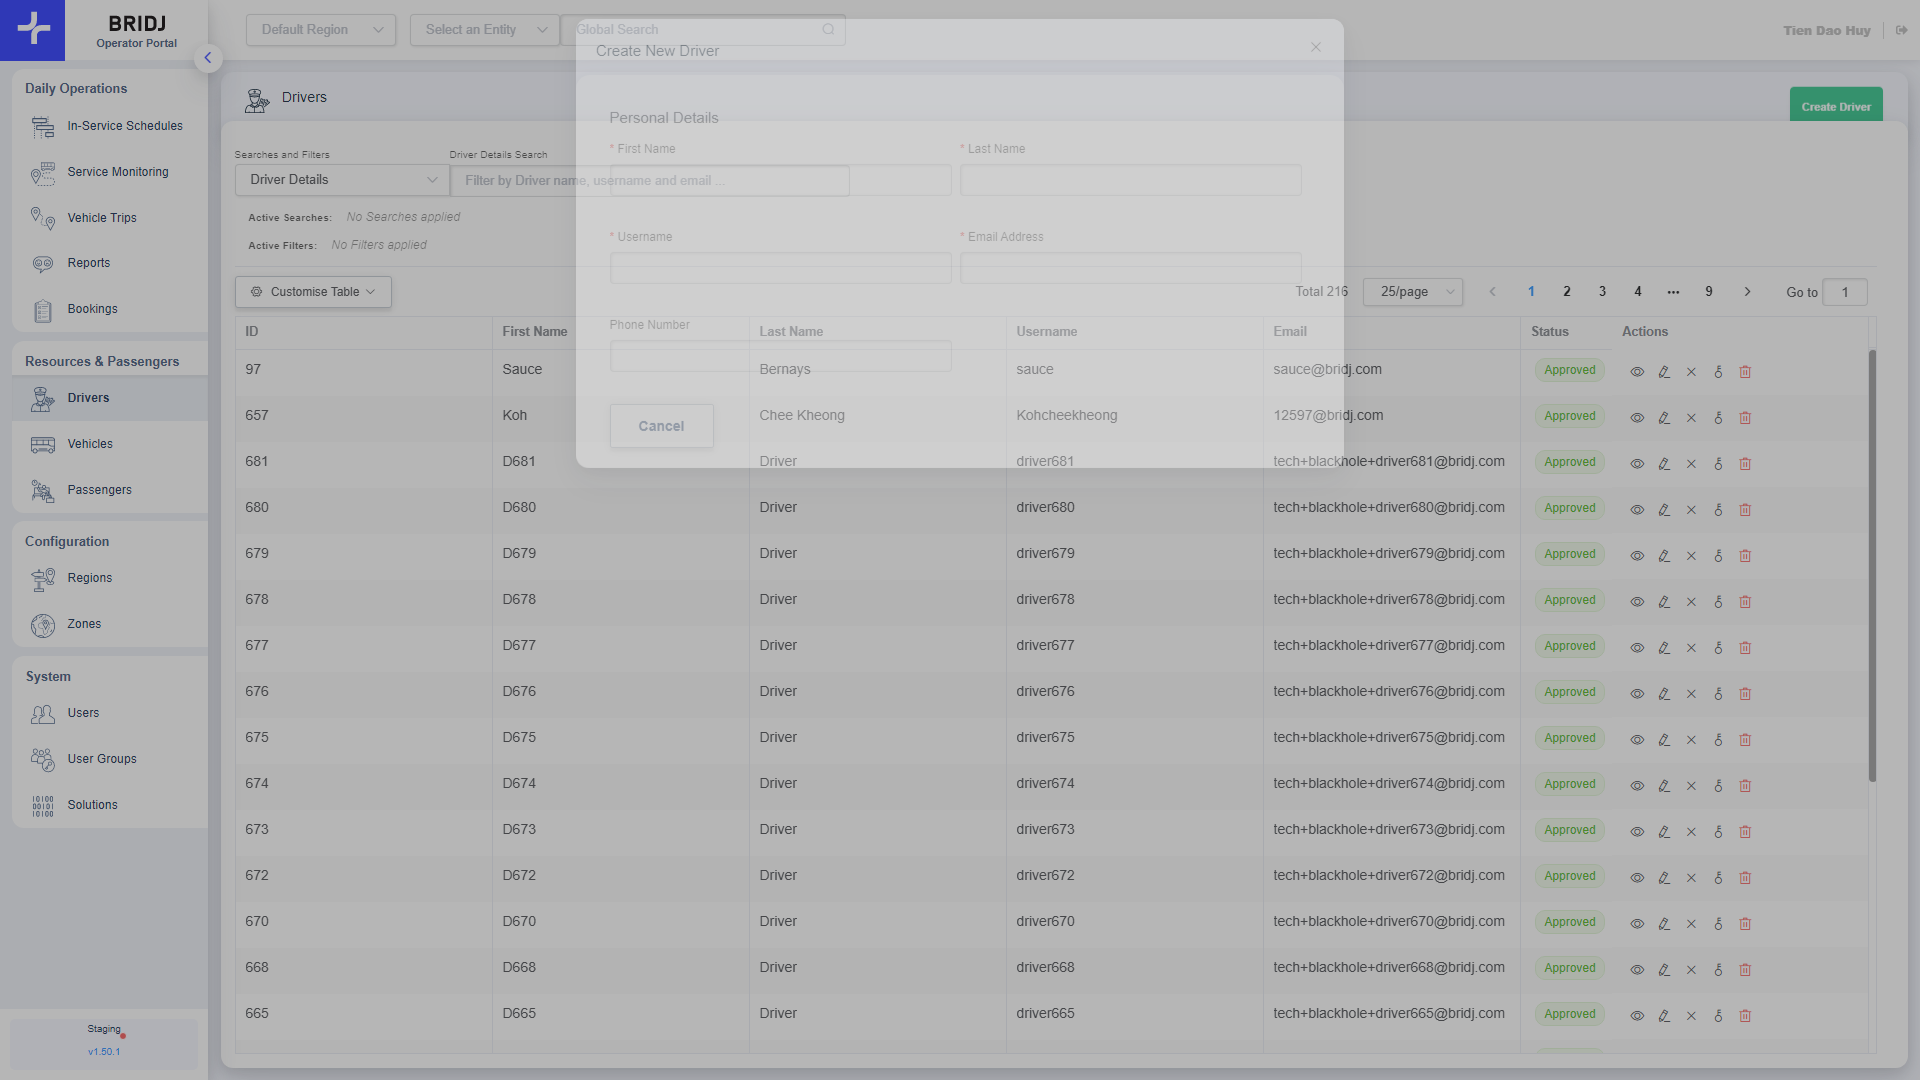 BRIDJ
Operator Portal
Default Region
Select an Entity
Global Search
Tien Dao Huy
Create New Driver
Daily Operations
In-Service Schedules
Service Monitoring
Vehicle Trips
Reports
Bookings
Resources & Passengers
Drivers
Vehicles
Passengers
Configuration
Regions
Zones
System
Users
User Groups
Solutions
10100
00101
10100
Staging
v1.50.1
Drivers
Create Driver
Personal Details
* First Name
* Last Name
* Username
* Email Address
Phone Number
Cancel
Searches and Filters
Driver Details Search
Driver Details
Filter by Driver name, username and email ...
Active Searches: No Searches applied
Active Filters: No Filters applied
Customise Table
Total 216
25/page
1 2 3 4 ••• 9
Go to 1
ID First Name Last Name Username Email Status Actions
97 Sauce Bernays sauce sauce@bridj.com Approved
657 Koh Chee Kheong Kohcheekheong 12597@bridj.com Approved
681 D681 Driver driver681 tech+blackhole+driver681@bridj.com Approved
680 D680 Driver driver680 tech+blackhole+driver680@bridj.com Approved
679 D679 Driver driver679 tech+blackhole+driver679@bridj.com Approved
678 D678 Driver driver678 tech+blackhole+driver678@bridj.com Approved
677 D677 Driver driver677 tech+blackhole+driver677@bridj.com Approved
676 D676 Driver driver676 tech+blackhole+driver676@bridj.com Approved
675 D675 Driver driver675 tech+blackhole+driver675@bridj.com Approved
674 D674 Driver driver674 tech+blackhole+driver674@bridj.com Approved
673 D673 Driver driver673 tech+blackhole+driver673@bridj.com Approved
672 D672 Driver driver672 tech+blackhole+driver672@bridj.com Approved
670 D670 Driver driver670 tech+blackhole+driver670@bridj.com Approved
668 D668 Driver driver668 tech+blackhole+driver668@bridj.com Approved
665 D665 Driver driver665 tech+blackhole+driver665@bridj.com Approved